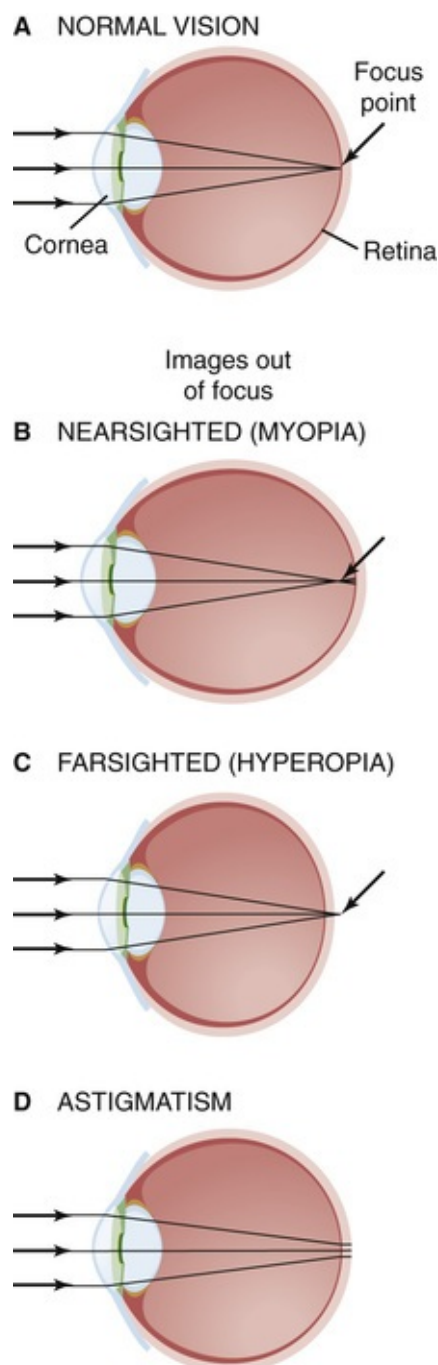 A NORMAL VISION
Focus
point
Cornea
Retina
Images out
of focus
B NEARSIGHTED (MYOPIA)
C FARSIGHTED (HYPEROPIA)
D ASTIGMATISM